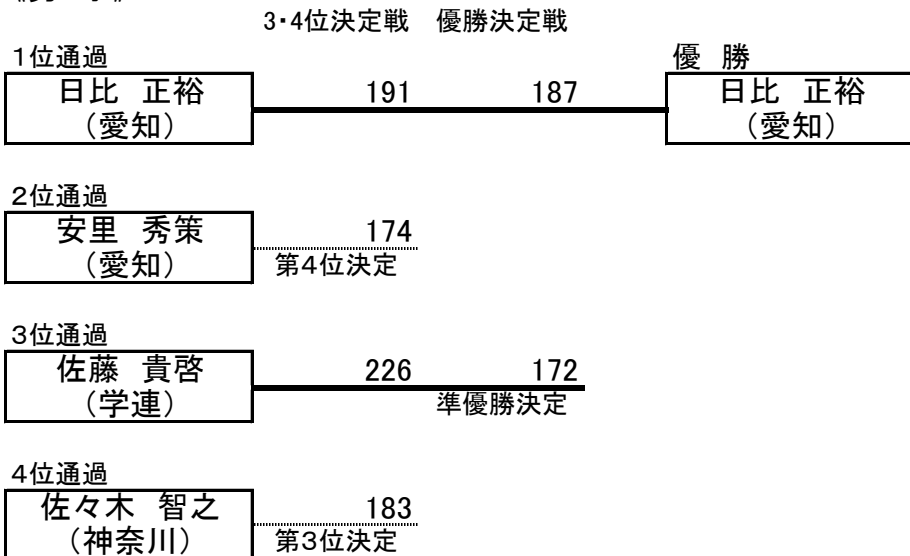 3・4位決定戦　優勝決定戦
1位通過
優　勝
日比　正裕
191
187
日比　正裕
（愛知）
（愛知）
2位通過
安里　秀策
174
（愛知）
第4位決定
3位通過
佐藤　貴啓
226
172
（学連）
準優勝決定
4位通過
佐々木　智之
183
（神奈川）
第3位決定